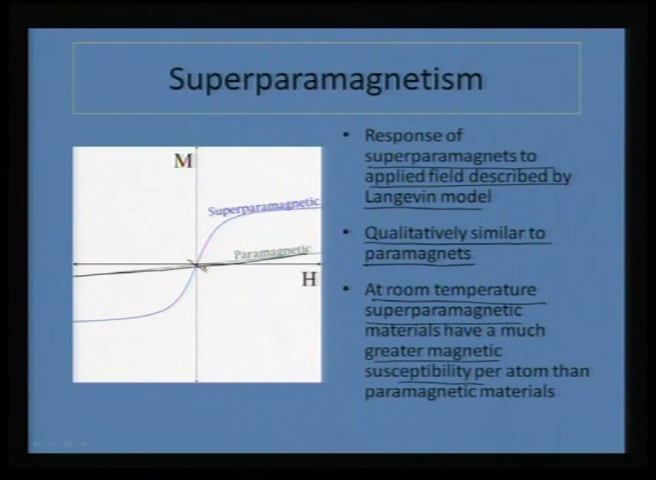 Superparamagnetism
M
Superparamagnetic
Paramagnetic
H
• Response of
superparamagnets to
applied field described by
Langevin model
• Qualitatively similar to
paramagnets
• At room temperature
superparamagnetic
materials have a much
greater magnetic
susceptibility per atom than
paramagnetic materials